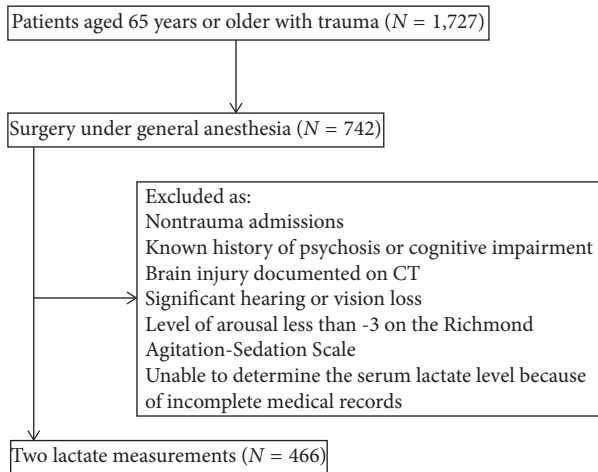 Patients aged 65 years or older with trauma (N = 1,727)
Surgery under general anesthesia (N = 742)
Excluded as:
Nontrauma admissions
Known history of psychosis or cognitive impairment
Brain injury documented on CT
Significant hearing or vision loss
Level of arousal less than -3 on the Richmond
Agitation-Sedation Scale
Unable to determine the serum lactate level because
of incomplete medical records
Two lactate measurements (N = 466)